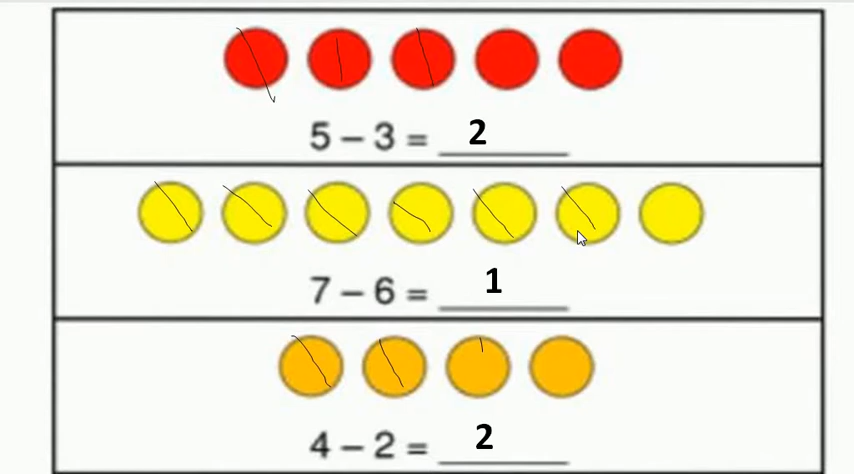 5 – 3 = 2
7 – 6 = 1
4 – 2 = 2